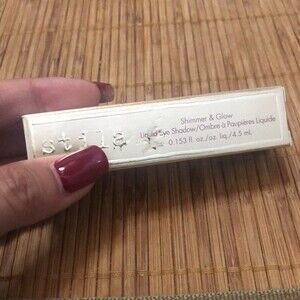 stila
Shimmer & Glow
Liquid Eye Shadow/Ombre à Paupières Liquide
0.153 fl. oz./oz. liq./4.5 mL